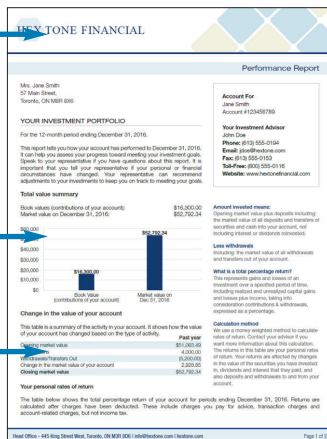 HEXTONE FINANCIAL
Performance Report
Mrs. Jane Smith
57 Main Street,
Toronto, ON M8R 8X6
YOUR INVESTMENT PORTFOLIO
For the 12-month period ending December 31, 2016.
This report tells you how your account has performed to December 31, 2016.
It can help you assess your progress toward meeting your investment goals.
Speak to your representative if you have questions about this report. It is
important that you tell your representative if your personal or financial
circumstances have changed. Your representative can recommend
adjustments to your investments to keep you on track to meeting your goals.
Total value summary
Book values (contributions of your account): $16,300.00
Market value on December 31, 2016: $52,792.34
$60,000
$50,000
$40,000
$30,000
$20,000
$10,000
$0
$16,300.00
$52,792.34
Book Value
(contributions of your account)
Market value on
Dec. 31, 2016
Change in the value of your account
This table is a summary of the activity in your account. It shows how the value
of your account has changed based on the type of activity.
Past year
Opening market value $51,063.49
4,000.00
Withdrawals/Transfers Out (5,200.00)
Change in the market value of your account 2,928.85
Closing market value $52,792.34
Your personal rates of return
The table below shows the total percentage return of your account for periods ending December 31, 2016. Returns are
calculated after charges have been deducted. These include charges you pay for advice, transaction charges and
account-related charges, but not income tax.
Account For
Jane Smith
Account #123456789
Your Investment Advisor
John Doe
Phone: (613) 555-0194
Email: jdoe@hextone.com
Fax: (613) 555-0153
Toll-Free: (600) 555-0116
Website: www.hextonefinancial.com
Amount invested means:
Opening market value plus deposits including
the market value of all deposits and transfers of
securities and cash into your account, not
including interest or dividends reinvested.
Less withdrawals
Including: the market value of all withdrawals
and transfers out of your account.
What is a total percentage return?
This represents gains and losses of an
investment over a specified period of time,
including realized and unrealized capital gains
and losses plus income, taking into
consideration contributions & withdrawals,
expressed as a percentage.
Calculation method
We use a money weighted method to calculate
rates of return. Contact your advisor if you
want more information about this calculation.
The returns in this table are your personal rates
of return. Your returns are affected by changes
in the value of the securities you have invested
in, dividends and interest that they paid, and
also deposits and withdrawals to and from your
account.
Head Office - 445 King Street West, Toronto, ON M3R 9D6 | info@hextone.com | hextone.com
Page 1 of 2